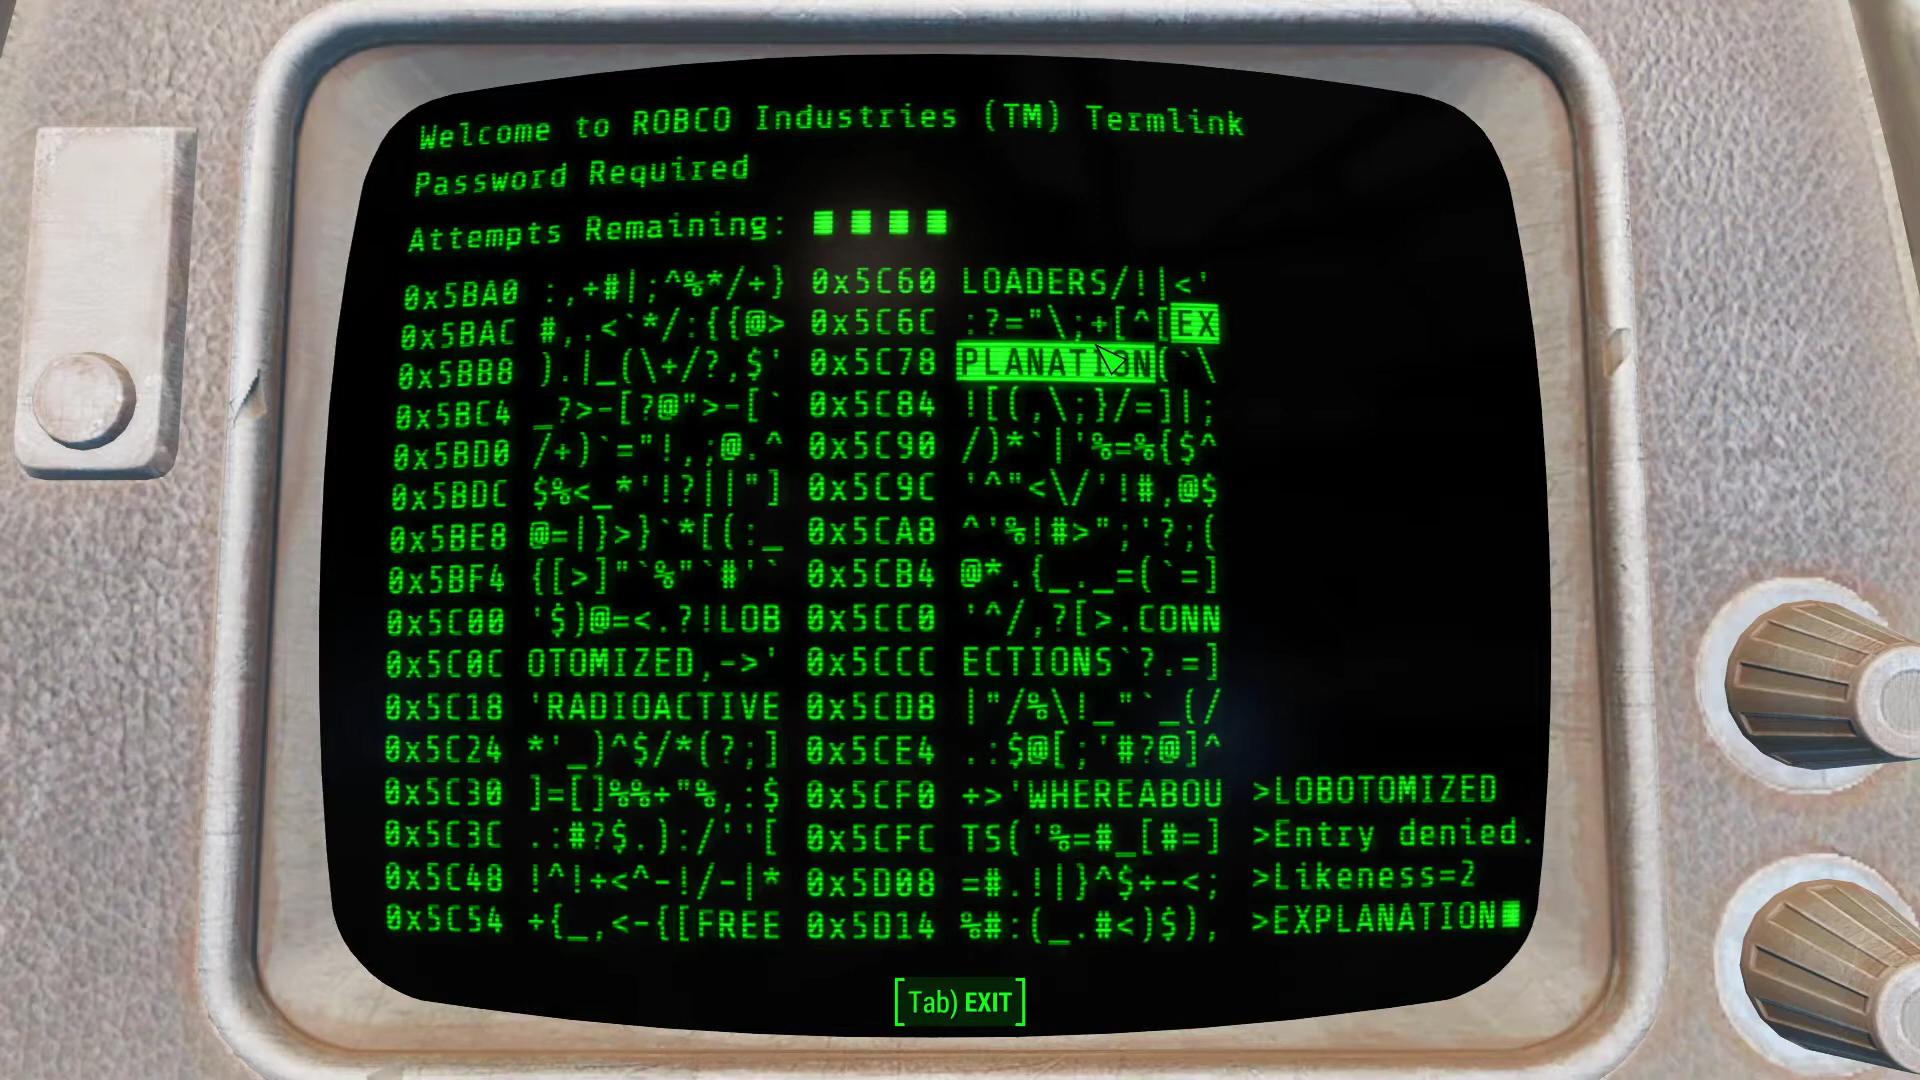 Welcome to ROBCO Industries (TM) Termlink
Password Required
Attempts Remaining:
0x5BA0 :,+#|;^%*/+}
0x5BAC #,.<`*/:{{@>
0x5BB8 ).|_(\+/?,$'
0x5BC4 _?>-[?@">-[`
0x5BD0 /+)`="!,;@.^
0x5BDC $%<_*'!?||"]
0x5BE8 @=|}>}`*[(:_
0x5BF4 {[>]"`%"`#'`
0x5C00 '$)@=<.?!LOB
0x5C0C OTOMIZED,->'
0x5C18 'RADIOACTIVE
0x5C24 *'_)^$/*(?;]
0x5C30 ]=[]%%+"%,:$
0x5C3C .:#?$.):/''[
0x5C48 !^!+<^-!/-|*
0x5C54 +{_,<-{[FREE
0x5C60 LOADERS/!|<'
0x5C6C :?="\;+[^[EX
0x5C78 PLANATION(`\
0x5C84 ![(,\;}/=]|;
0x5C90 /)*`|'%=%{$^
0x5C9C '^"<\/'!#,@$
0x5CA8 ^'%!#>";'?;(
0x5CB4 @*.{_._=(`=]
0x5CC0 '^/,?[>.CONN
0x5CCC ECTIONS`?.=]
0x5CD8 |"/%\!_"`_(/
0x5CE4 .:$@[;'#?@]^
0x5CF0 +>'WHEREABOU
0x5CFC TS('%=#_[#=]
0x5D08 =#.!|}^$+-<;
0x5D14 %#:(_.#<)$),
>LOBOTOMIZED
>Entry denied.
>Likeness=2
>EXPLANATION
[Tab) EXIT]